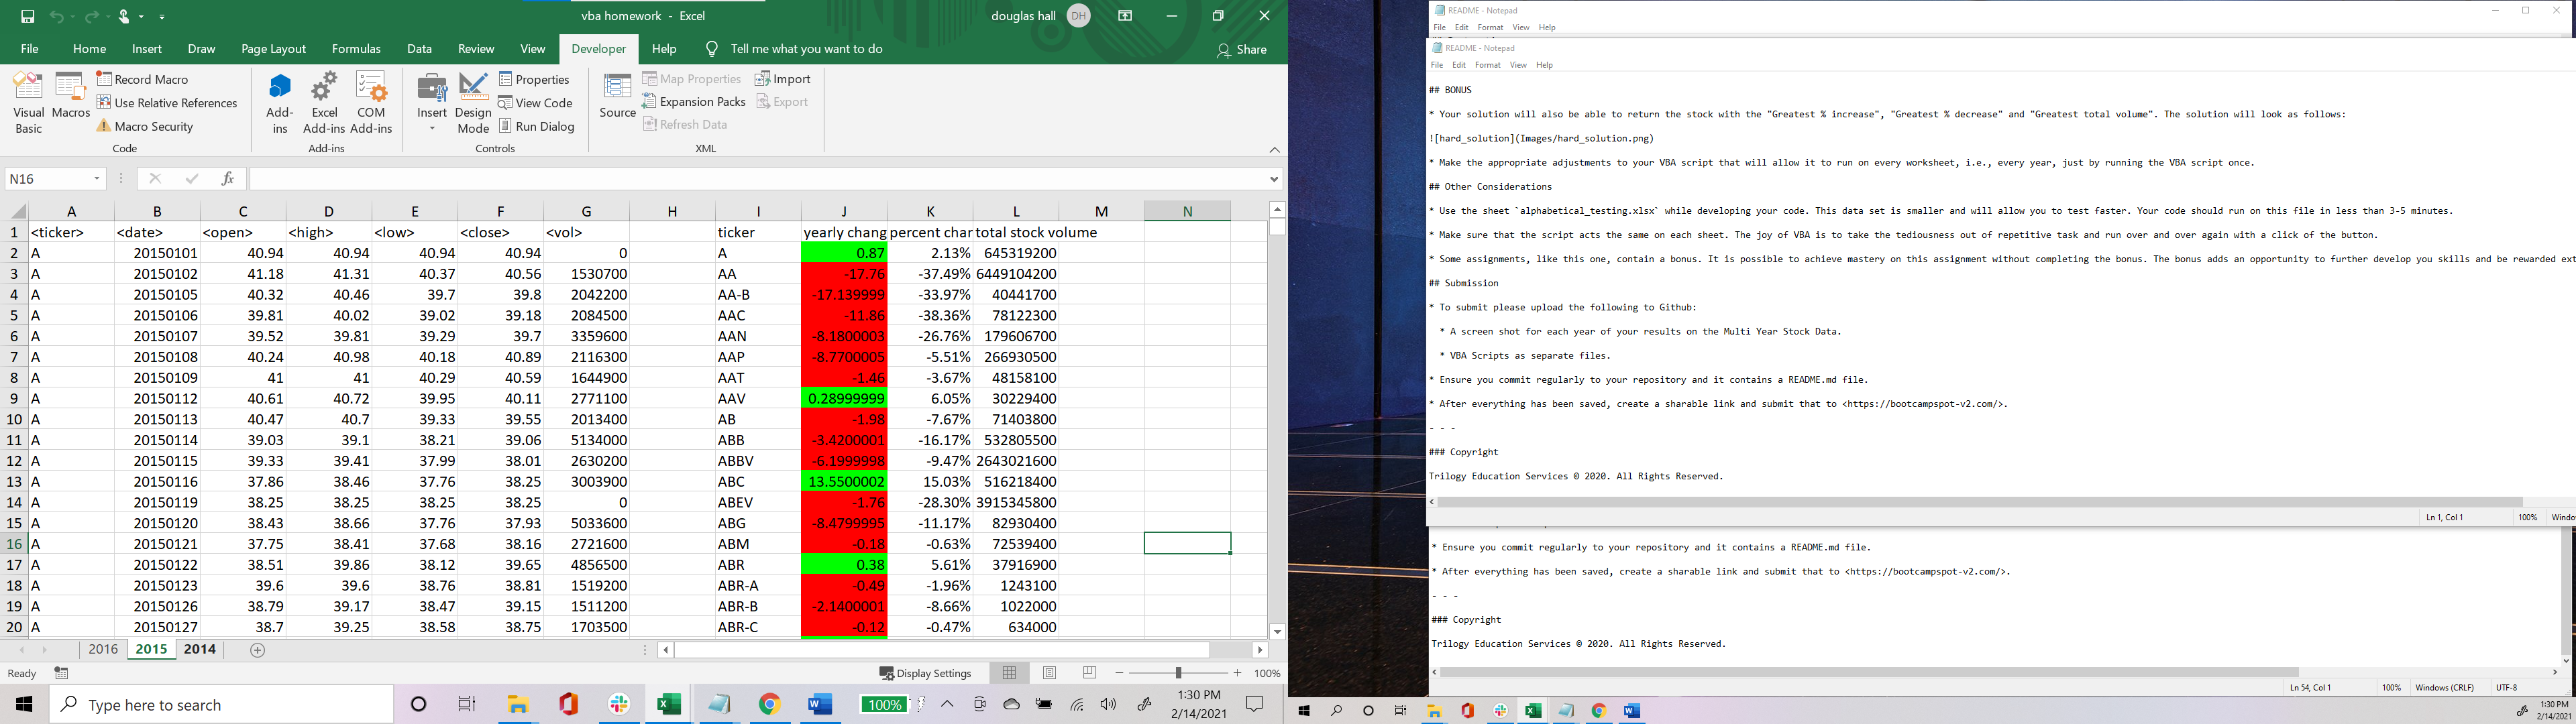 vba homework - Excel
douglas hall DH
File Home Insert Draw Page Layout Formulas Data Review View Developer Help Tell me what you want to do Share
Visual Basic
Macros
Record Macro
Use Relative References
Macro Security
Code
Add-ins
Excel Add-ins
COM Add-ins
Add-ins
Insert
Design Mode
Properties
View Code
Run Dialog
Controls
Source
Map Properties
Expansion Packs
Refresh Data
Import
Export
XML
N16 fx
A B C D E F G H I J K L M N
1 <ticker> <date> <open> <high> <low> <close> <vol> ticker yearly chang percent char total stock volume
2 A 20150101 40.94 40.94 40.94 40.94 0 A 0.87 2.13% 645319200
3 A 20150102 41.18 41.31 40.37 40.56 1530700 AA -17.76 -37.49% 6449104200
4 A 20150105 40.32 40.46 39.7 39.8 2042200 AA-B -17.139999 -33.97% 40441700
5 A 20150106 39.81 40.02 39.02 39.18 2084500 AAC -11.86 -38.36% 78122300
6 A 20150107 39.52 39.81 39.29 39.7 3359600 AAN -8.1800003 -26.76% 179606700
7 A 20150108 40.24 40.98 40.18 40.89 2116300 AAP -8.7700005 -5.51% 266930500
8 A 20150109 41 41 40.29 40.59 1644900 AAT -1.46 -3.67% 48158100
9 A 20150112 40.61 40.72 39.95 40.11 2771100 AAV 0.28999999 6.05% 30229400
10 A 20150113 40.47 40.7 39.33 39.55 2013400 AB -1.98 -7.67% 71403800
11 A 20150114 39.03 39.1 38.21 39.06 5134000 ABB -3.4200001 -16.17% 532805500
12 A 20150115 39.33 39.41 37.99 38.01 2630200 ABBV -6.1999998 -9.47% 2643021600
13 A 20150116 37.86 38.46 37.76 38.25 3003900 ABC 13.5500002 15.03% 516218400
14 A 20150119 38.25 38.25 38.25 38.25 0 ABEV -1.76 -28.30% 3915345800
15 A 20150120 38.43 38.66 37.76 37.93 5033600 ABG -8.4799995 -11.17% 82930400
16 A 20150121 37.75 38.41 37.68 38.16 2721600 ABM -0.18 -0.63% 72539400
17 A 20150122 38.51 39.86 38.12 39.65 4856500 ABR 0.38 5.61% 37916900
18 A 20150123 39.6 39.6 38.76 38.81 1519200 ABR-A -0.49 -1.96% 1243100
19 A 20150126 38.79 39.17 38.47 39.15 1511200 ABR-B -2.1400001 -8.66% 1022000
20 A 20150127 38.7 39.25 38.58 38.75 1703500 ABR-C -0.12 -0.47% 634000
2016 2015 2014
Ready Display Settings 100%
Type here to search 100% 1:30 PM
2/14/2021
README - Notepad
File Edit Format View Help
README - Notepad
File Edit Format View Help
## BONUS
* Your solution will also be able to return the stock with the "Greatest % increase", "Greatest % decrease" and "Greatest total volume". The solution will look as follows:
![hard_solution](Images/hard_solution.png)
* Make the appropriate adjustments to your VBA script that will allow it to run on every worksheet, i.e., every year, just by running the VBA script once.
## Other Considerations
* Use the sheet `alphabetical_testing.xlsx` while developing your code. This data set is smaller and will allow you to test faster. Your code should run on this file in less than 3-5 minutes.
* Make sure that the script acts the same on each sheet. The joy of VBA is to take the tediousness out of repetitive task and run over and over again with a click of the button.
* Some assignments, like this one, contain a bonus. It is possible to achieve mastery on this assignment without completing the bonus. The bonus adds an opportunity to further develop you skills and be rewarded ext
## Submission
* To submit please upload the following to Github:
* A screen shot for each year of your results on the Multi Year Stock Data.
* VBA Scripts as separate files.
* Ensure you commit regularly to your repository and it contains a README.md file.
* After everything has been saved, create a sharable link and submit that to <https://bootcampspot-v2.com/>.
- - -
### Copyright
Trilogy Education Services © 2020. All Rights Reserved.
Ln 1, Col 1 100% Windo
* Ensure you commit regularly to your repository and it contains a README.md file.
* After everything has been saved, create a sharable link and submit that to <https://bootcampspot-v2.com/>.
- - -
### Copyright
Trilogy Education Services © 2020. All Rights Reserved.
Ln 54, Col 1 100% Windows (CRLF) UTF-8
1:30 PM
2/14/2021